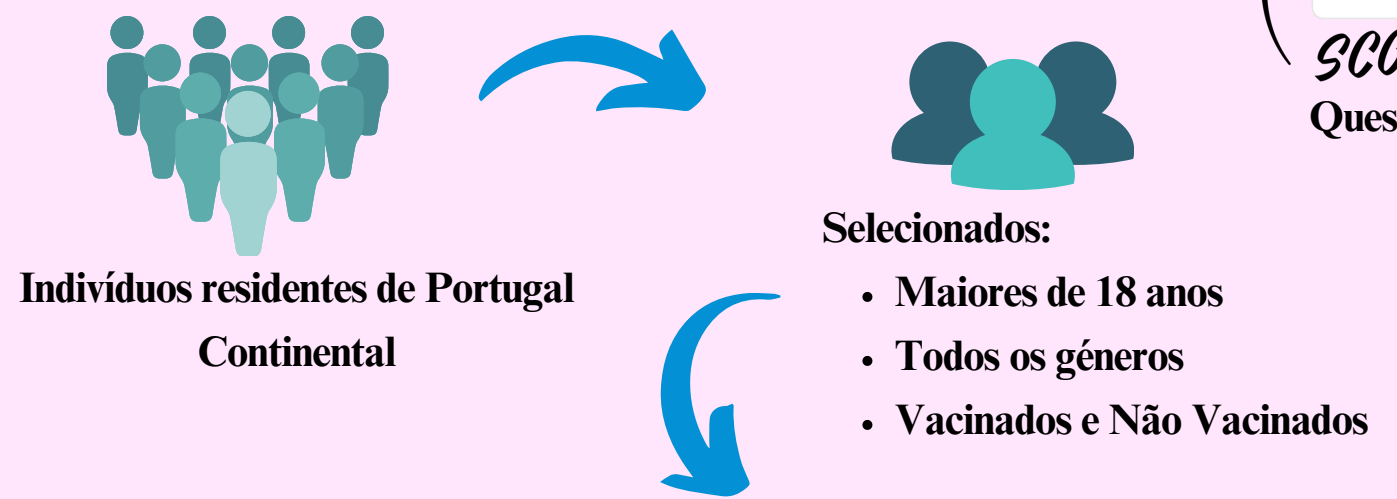 Indivíduos residentes de Portugal
Continental
Selecionados:
• Maiores de 18 anos
• Todos os géneros
• Vacinados e Não Vacinados